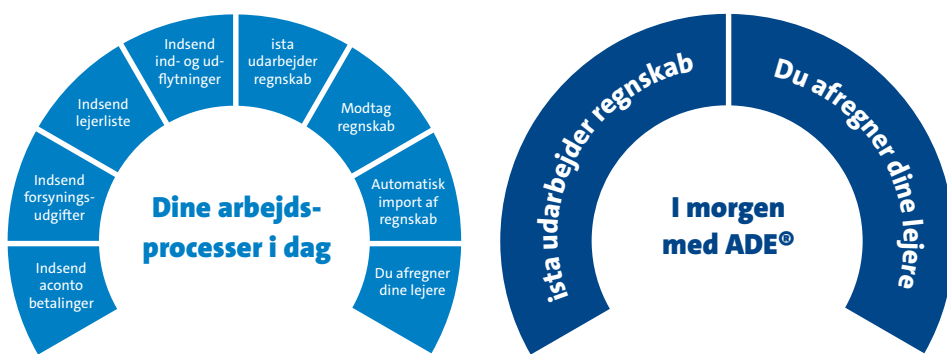 Indsend
aconto
betalinger
Indsend
forsynings-
udgifter
Indsend
lejerliste
Indsend
ind- og ud-
flytninger
ista
udarbejder
regnskab
Modtag
regnskab
Automatisk
import af
regnskab
Du afregner
dine lejere
Dine arbejds-
processer i dag
ista udarbejder regnskab
Du afregner dine lejere
I morgen
med ADE®